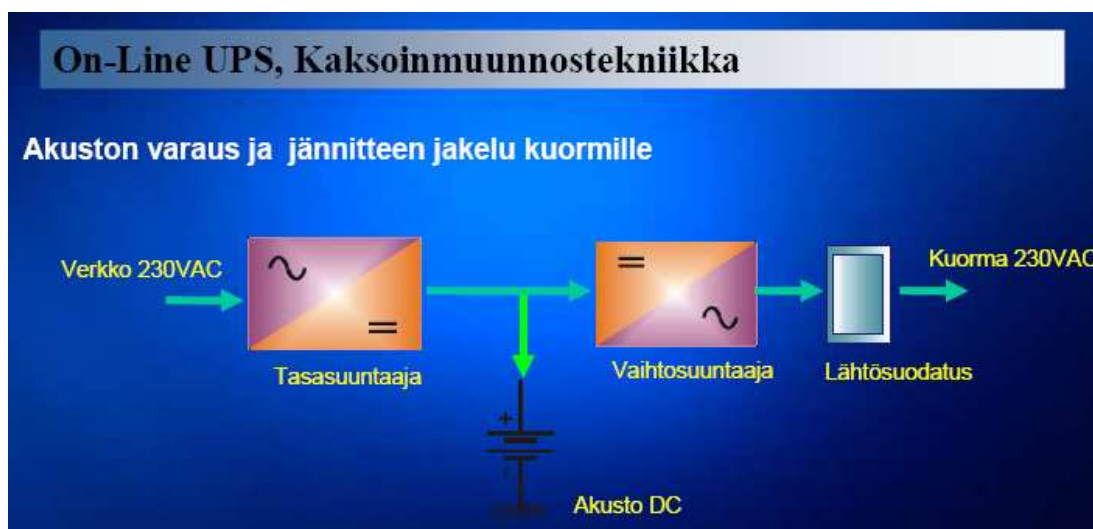 On-Line UPS, Kaksoinmuunnostekniikka
Akuston varaus ja jännitteen jakelu kuormille
Verkko 230VAC
Kuorma 230VAC
Tasasuuntaaja
Vaihtosuuntaaja
Lähtösuodatus
+
-
Akusto DC